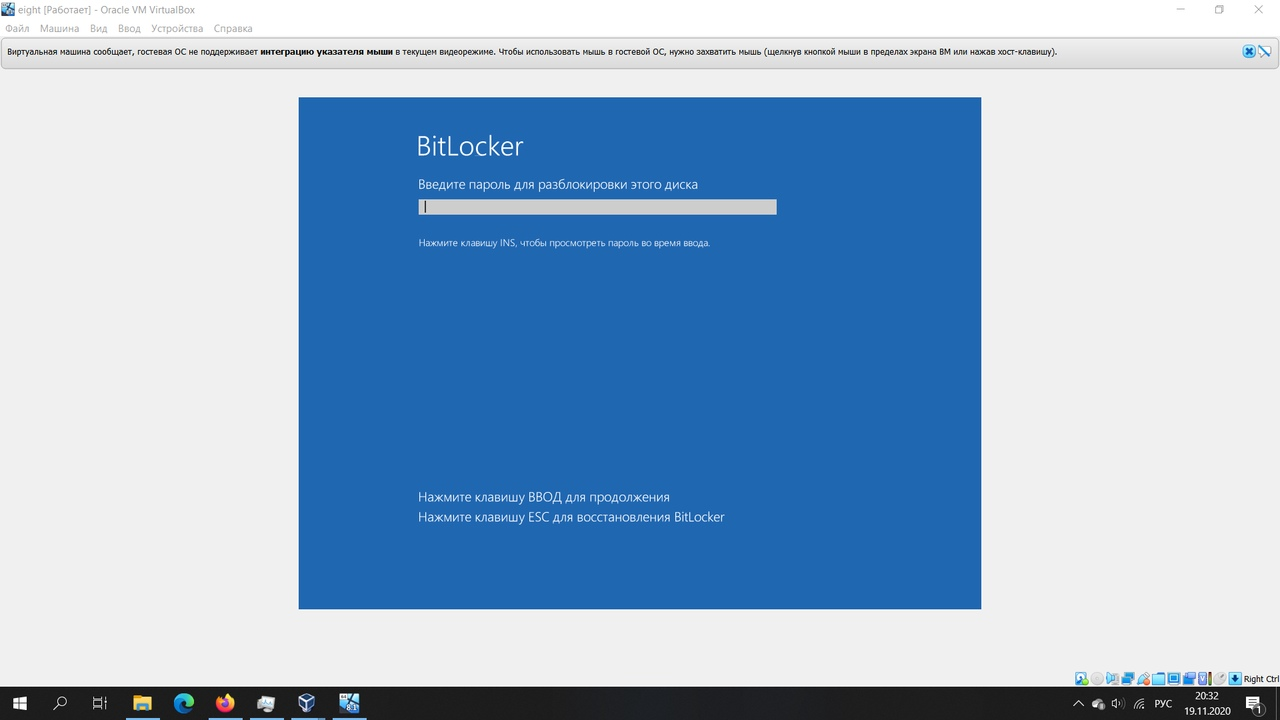 eight [Работает] - Oracle VM VirtualBox
Файл Машина Вид Ввод Устройства Справка
Виртуальная машина сообщает, гостевая ОС не поддерживает интеграцию указателя мыши в текущем видеорежиме. Чтобы использовать мышь в гостевой ОС, нужно захватить мышь (щелкнув кнопкой мыши в пределах экрана ВМ или нажав хост-клавишу).
BitLocker
Введите пароль для разблокировки этого диска
Нажмите клавишу INS, чтобы просмотреть пароль во время ввода.
Нажмите клавишу ВВОД для продолжения
Нажмите клавишу ESC для восстановления BitLocker
Right Ctrl
РУС
20:32
19.11.2020
1